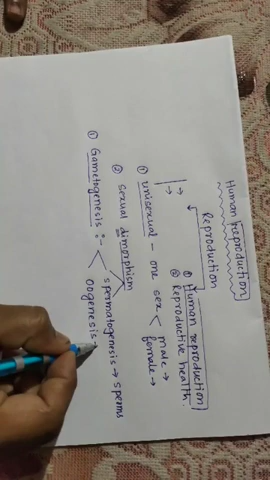 Human reproduction
Reproduction
① Human reproduction
② Reproductive health.
① Unisexual – one sex < male →
female →
② Sexual dimorphism
① Gametogenesis :- < spermatogensis → sperms
Oogenesis →